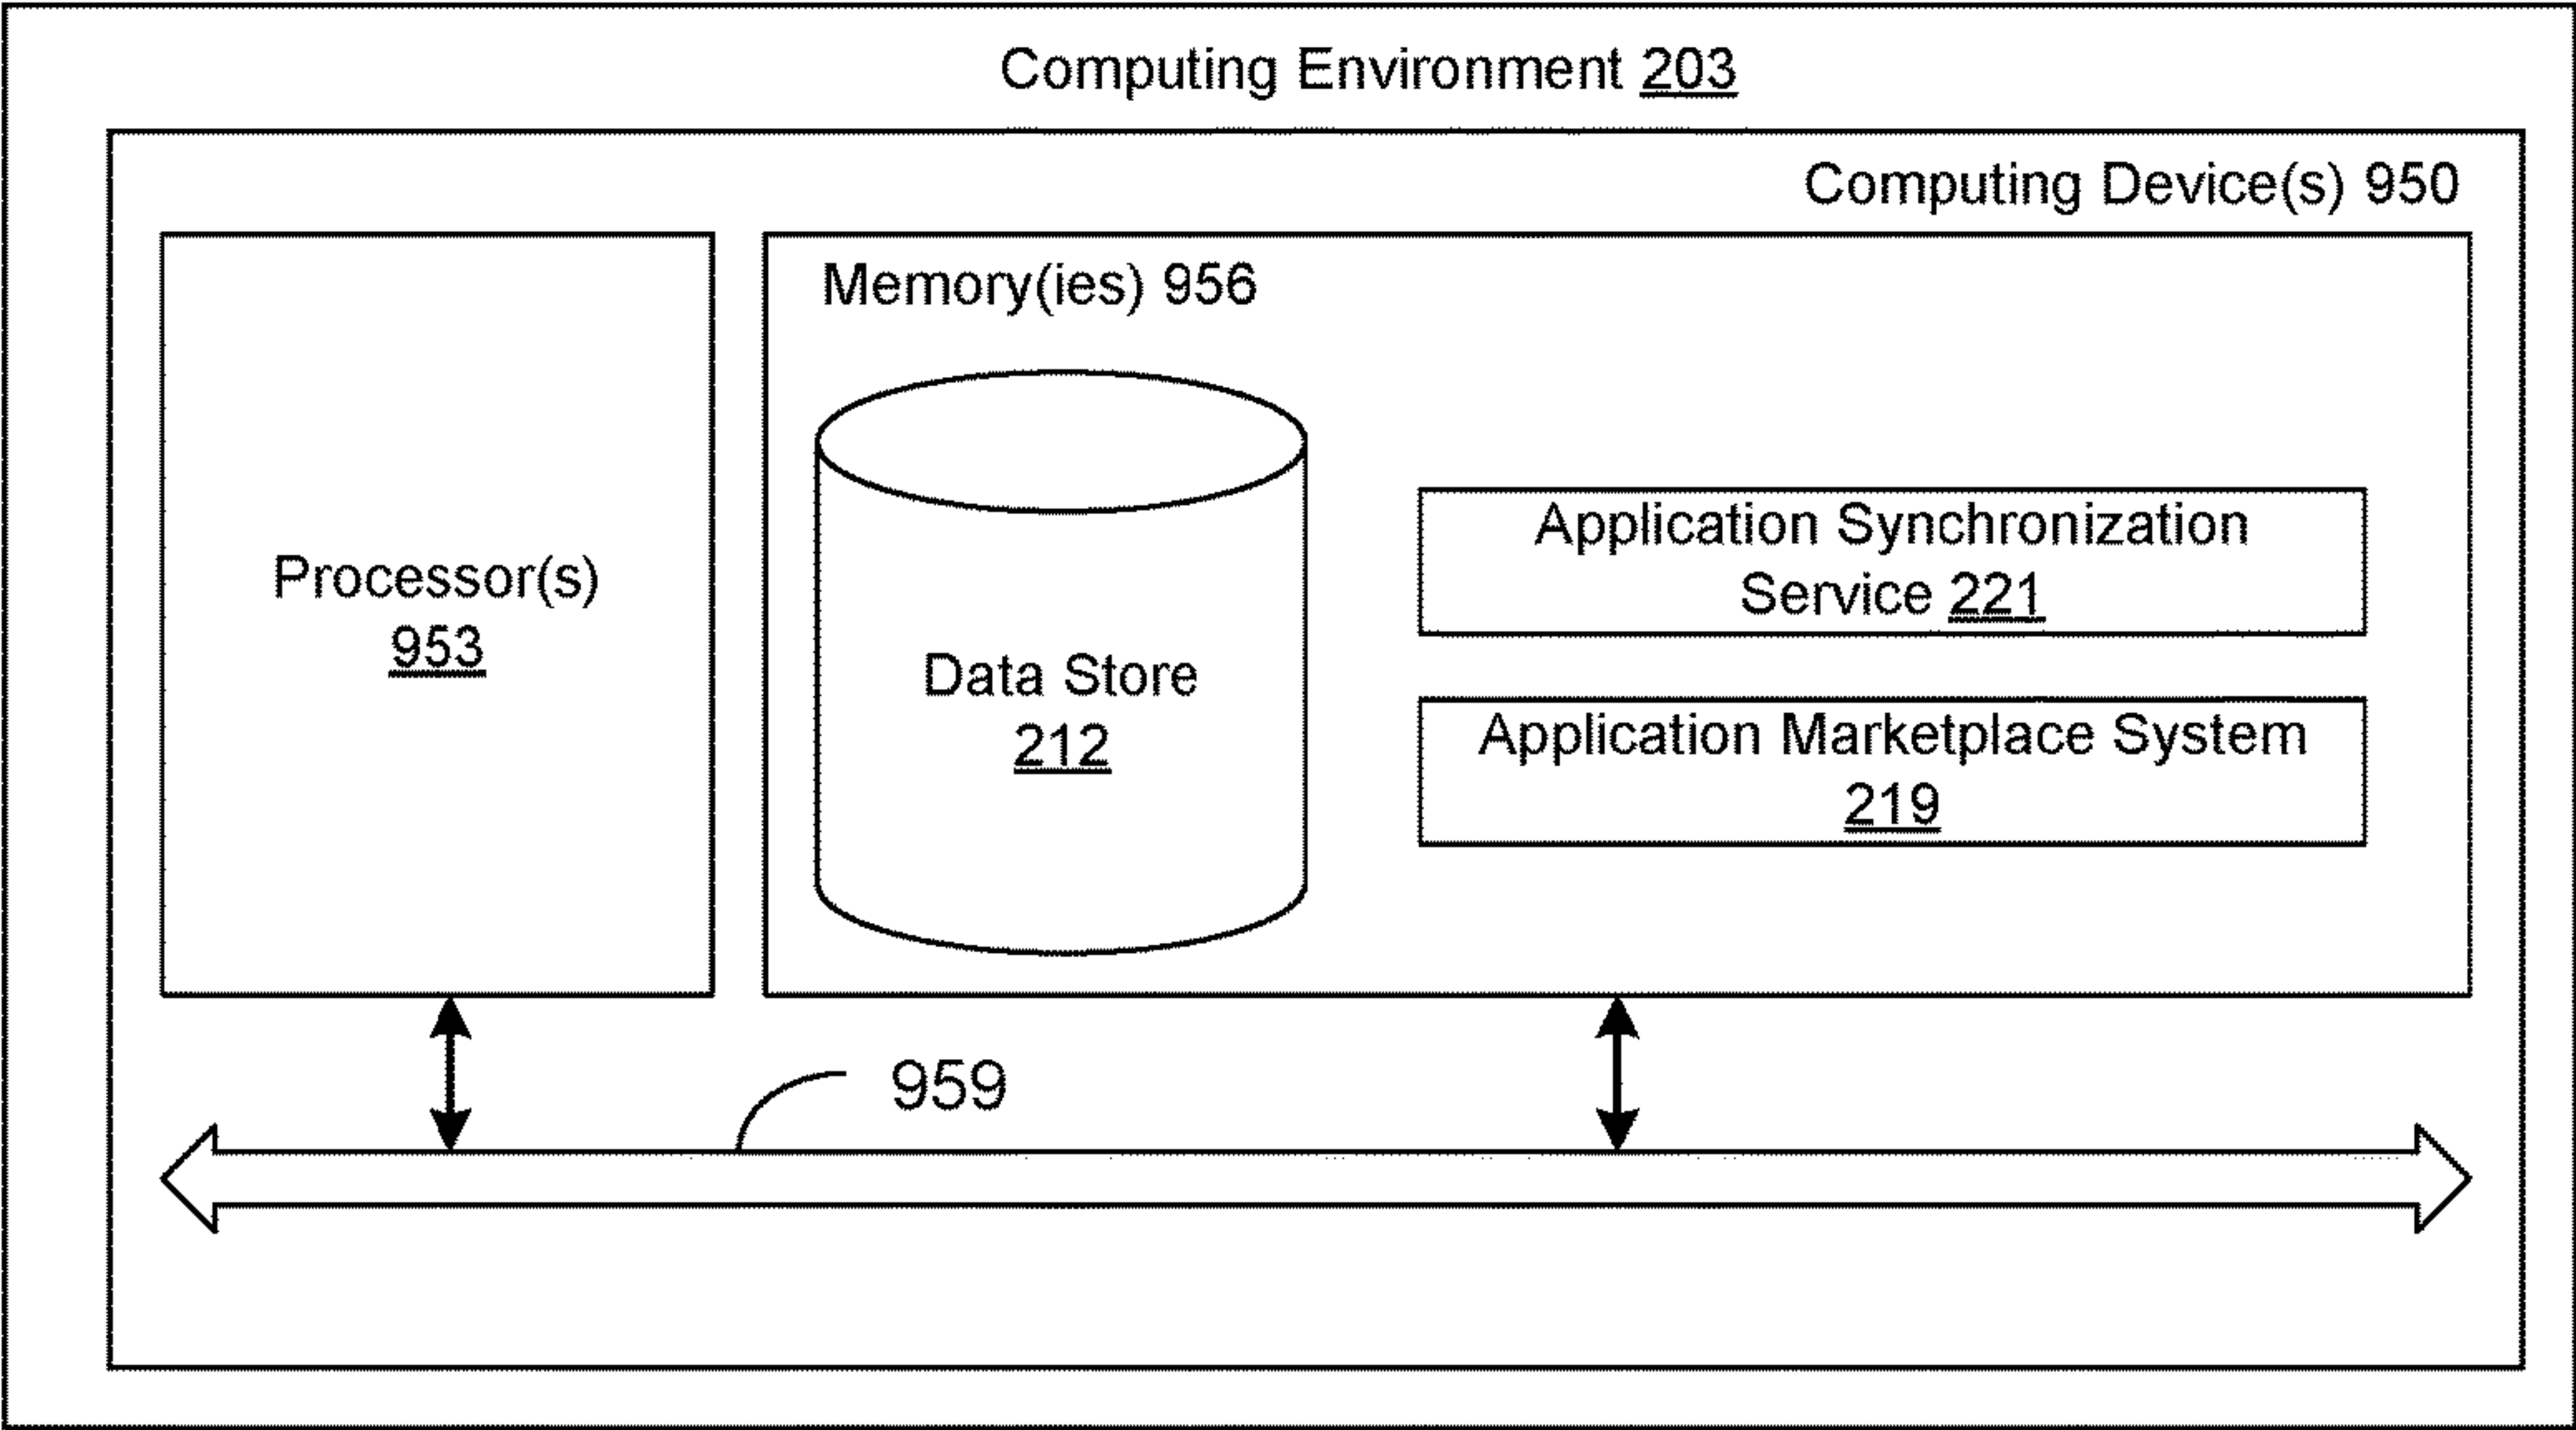 Computing Environment 203
Computing Device(s) 950
Processor(s)
953
Memory(ies) 956
Data Store
212
Application Synchronization
Service 221
Application Marketplace System
219
959